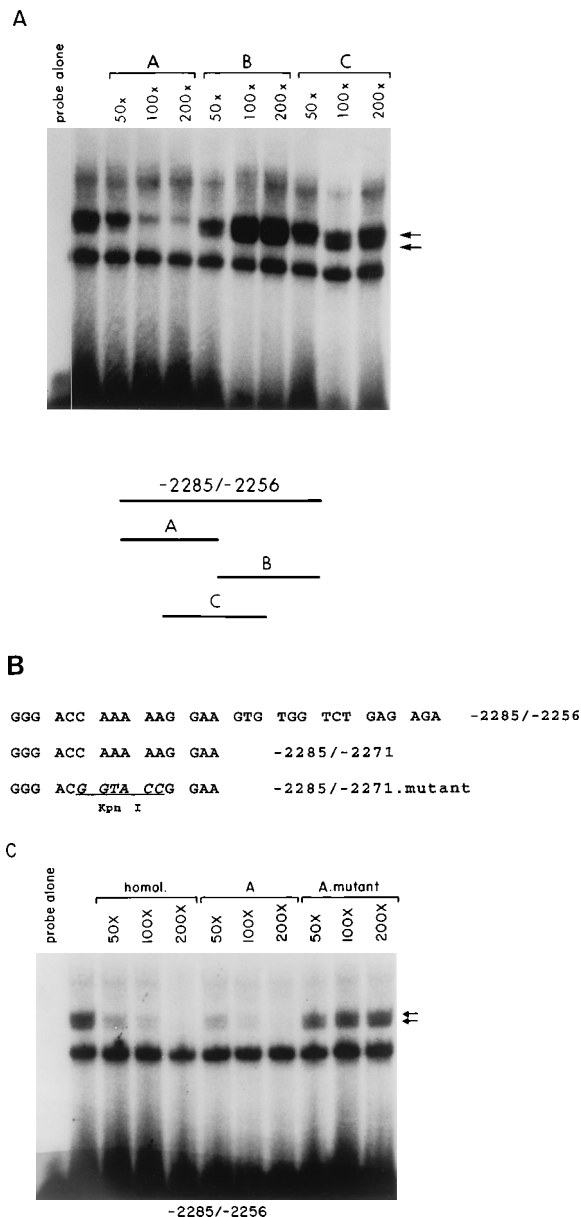 A
probe alone
A B C
50x 100x 200x 50x 100x 200x 50x 100x 200x
-2285/-2256
A
B
C
B
GGG ACC AAA AAG GAA GTG TGG TCT GAG AGA -2285/-2256
GGG ACC AAA AAG GAA -2285/-2271
GGG ACG GTA CCG GAA -2285/-2271.mutant
Kpn I
C
probe alone
homol. A A.mutant
50X 100X 200X 50X 100X 200X 50X 100X 200X
-2285/-2256